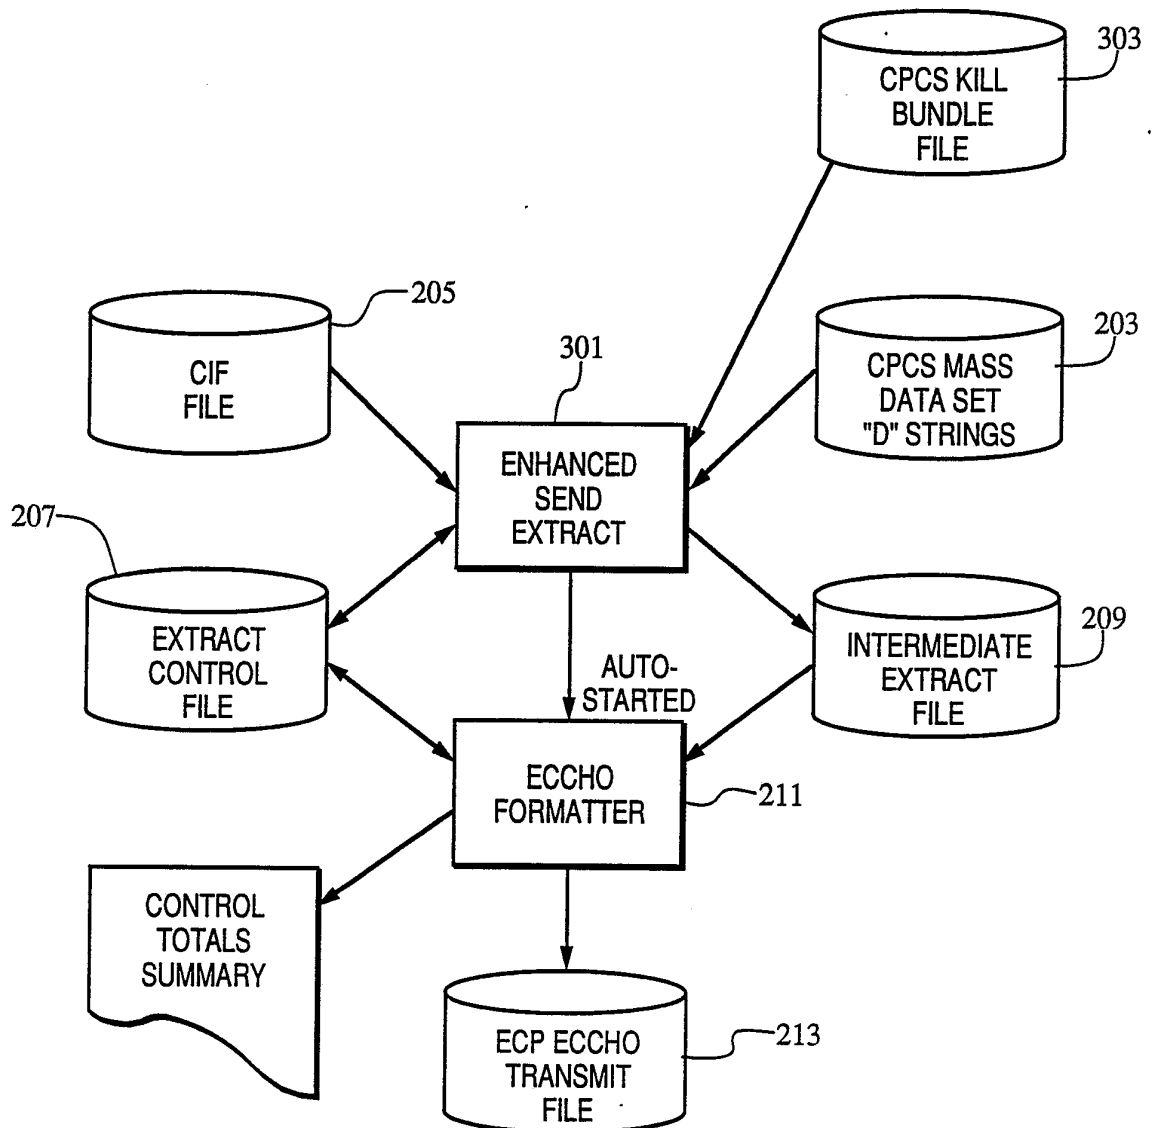 303
CPCS KILL
BUNDLE
FILE
205
CIF
FILE
301
ENHANCED
SEND
EXTRACT
203
CPCS MASS
DATA SET
"D" STRINGS
207
EXTRACT
CONTROL
FILE
AUTO-
STARTED
209
INTERMEDIATE
EXTRACT
FILE
ECCHO
FORMATTER
211
CONTROL
TOTALS
SUMMARY
ECP ECCHO
TRANSMIT
FILE
213